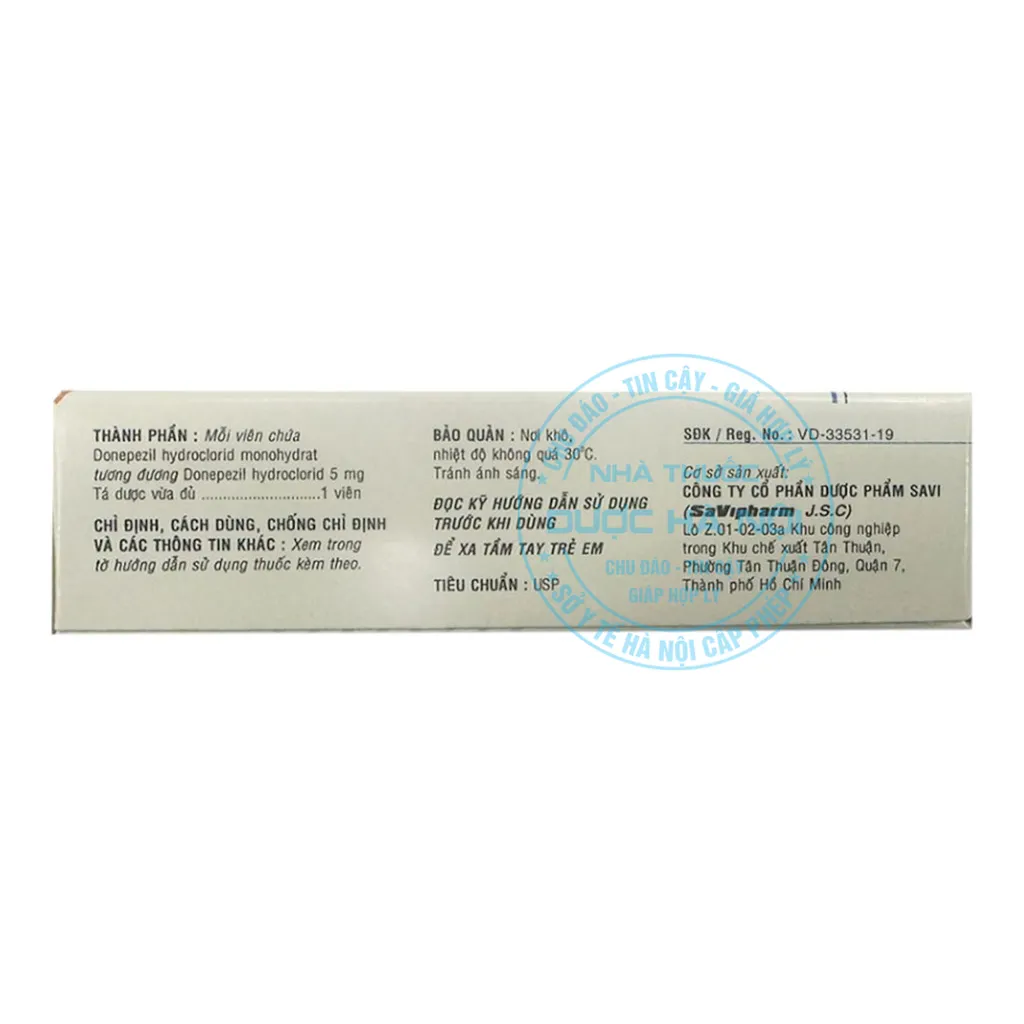 THÀNH PHẦN : Mỗi viên chứa
Donepezil hydroclorid monohydrat
tương đương Donepezil hydroclorid 5 mg
Tá dược vừa đủ ......................1 viên
CHỈ ĐỊNH, CÁCH DÙNG, CHỐNG CHỈ ĐỊNH
VÀ CÁC THÔNG TIN KHÁC : Xem trong
tờ hướng dẫn sử dụng thuốc kèm theo.
BẢO QUẢN : Nơi khô,
nhiệt độ không quá 30°C.
Tránh ánh sáng.
ĐỌC KỸ HƯỚNG DẪN SỬ DỤNG
TRƯỚC KHI DÙNG
ĐỂ XA TẦM TAY TRẺ EM
TIÊU CHUẨN : USP
SĐK / Reg. No.: VD-33531-19
Cơ sở sản xuất:
CÔNG TY CỔ PHẦN DƯỢC PHẨM SAVI
(SaVipharm J.S.C)
Lô Z.01-02-03a Khu công nghiệp
trong Khu chế xuất Tân Thuận,
Phường Tân Thuận Đông, Quận 7,
Thành phố Hồ Chí Minh
CHU ĐÁO - TIN CẬY - GIÁ HỢP LÝ
NHÀ THUỐC
DƯỢC
CHU ĐÁO -
GIÁP HỢP LÝ
SỞ Y TẾ HÀ NỘI CẤP PHÉP